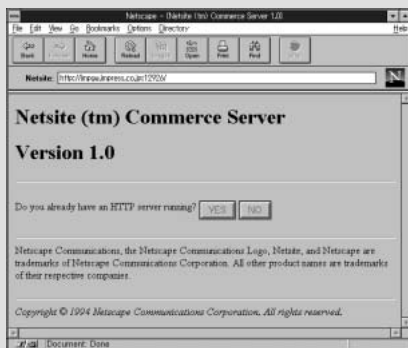 Netscape - [Netsite (tm) Commerce Server 1.0]
File Edit View Go Bookmarks Options Directory Help
Back Home Reload Open Print Find
Netsite:
Netsite (tm) Commerce Server
Version 1.0
Do you already have an HTTP server running? YES NO
Netscape Communications, the Netscape Communications Logo, Netsite, and Netscape are
trademarks of Netscape Communications Corporation. All other product names are trademarks
of their respective companies.
Copyright © 1994 Netscape Communications Corporation. All rights reserved.
Document: Done